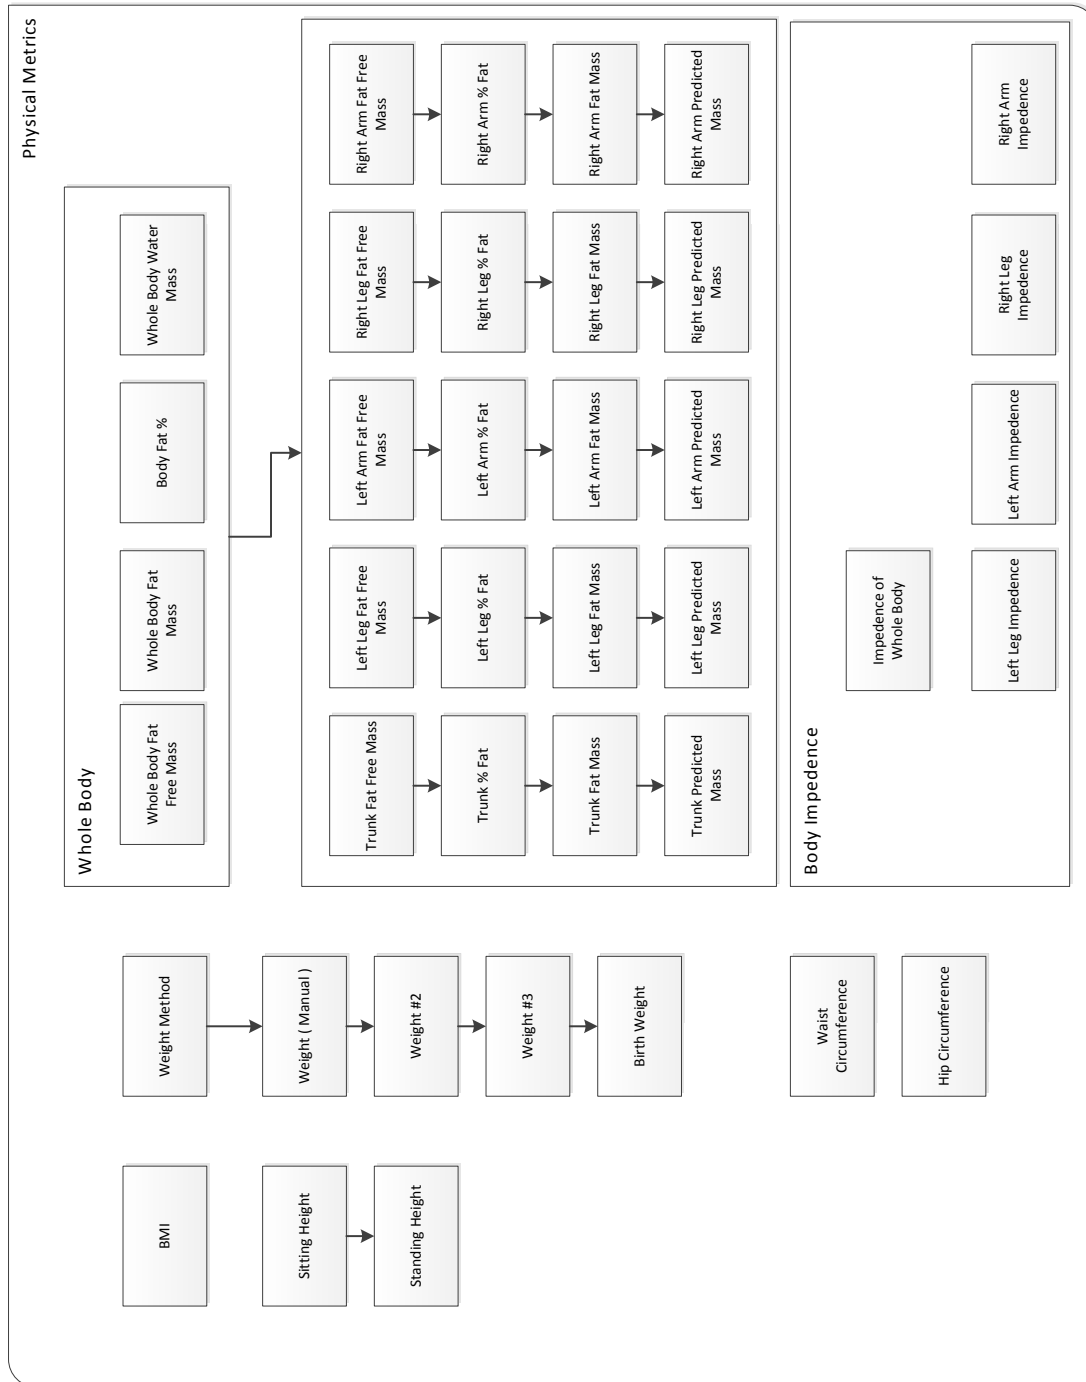 Physical Metrics
Whole Body
Whole Body Fat
Free Mass
Whole Body Fat
Mass
Body Fat %
Whole Body Water
Mass
Trunk Fat Free Mass
Left Leg Fat Free
Mass
Left Arm Fat Free
Mass
Right Leg Fat Free
Mass
Right Arm Fat Free
Mass
Trunk % Fat
Left Leg % Fat
Left Arm % Fat
Right Leg % Fat
Right Arm % Fat
Trunk Fat Mass
Left Leg Fat Mass
Left Arm Fat Mass
Right Leg Fat Mass
Right Arm Fat Mass
Trunk Predicted
Mass
Left Leg Predicted
Mass
Left Arm Predicted
Mass
Right Leg Predicted
Mass
Right Arm Predicted
Mass
Body Impedence
Impedence of
Whole Body
Left Leg Impedence
Left Arm Impedence
Right Leg
Impedence
Right Arm
Impedence
BMI
Sitting Height
Standing Height
Weight Method
Weight ( Manual )
Weight #2
Weight #3
Birth Weight
Waist
Circumference
Hip Circumference